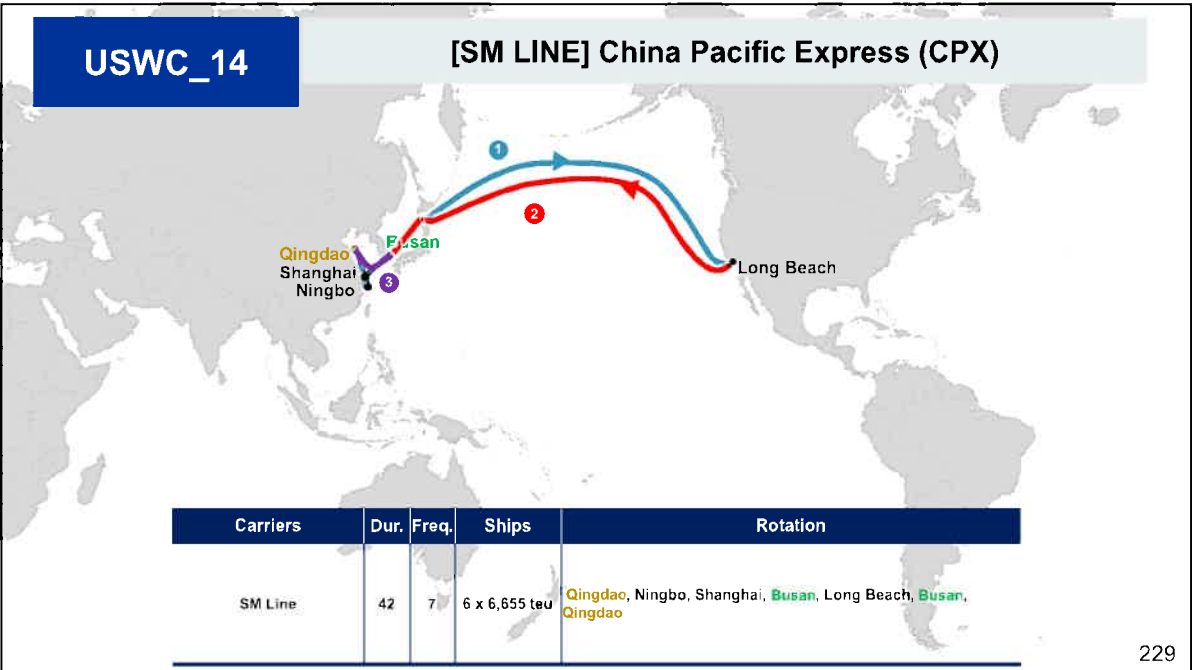 USWC_14
[SM LINE] China Pacific Express (CPX)
1
2
Busan
Qingdao
Shanghai
Ningbo
3
Long Beach
Carriers Dur. Freq. Ships Rotation
SM Line 42 7 6 x 6,655 teu Qingdao, Ningbo, Shanghai, Busan, Long Beach, Busan,
Qingdao
229